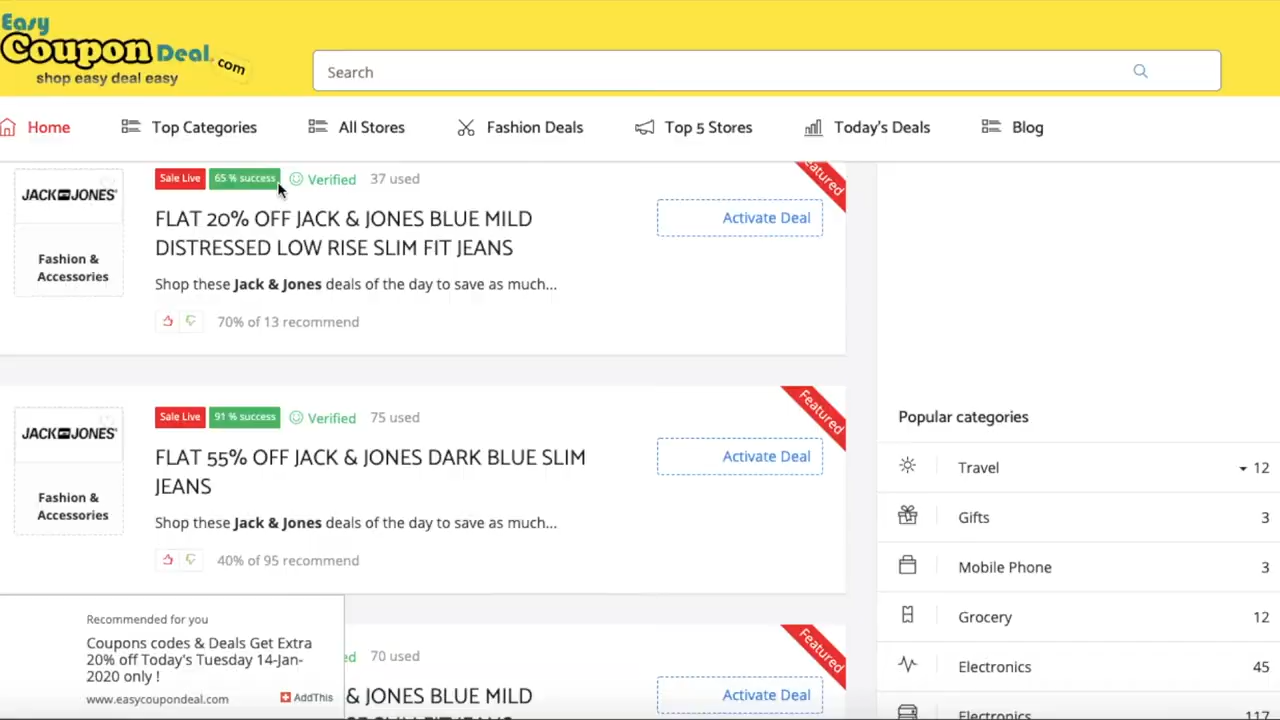 Easy
Coupon Deal.com
shop easy deal easy
Search
Home
Top Categories
All Stores
Fashion Deals
Top 5 Stores
Today's Deals
Blog
JACK JONES
Fashion &
Accessories
Sale Live
65 % success
Verified
37 used
Featured
FLAT 20% OFF JACK & JONES BLUE MILD
DISTRESSED LOW RISE SLIM FIT JEANS
Activate Deal
Shop these Jack & Jones deals of the day to save as much...
70% of 13 recommend
JACK JONES
Fashion &
Accessories
Sale Live
91 % success
Verified
75 used
Featured
FLAT 55% OFF JACK & JONES DARK BLUE SLIM
JEANS
Activate Deal
Shop these Jack & Jones deals of the day to save as much...
40% of 95 recommend
70 used
Featured
& JONES BLUE MILD
Activate Deal
Recommended for you
Coupons codes & Deals Get Extra
20% off Today's Tuesday 14-Jan-
2020 only !
www.easycoupondeal.com
AddThis
Popular categories
Travel 12
Gifts 3
Mobile Phone 3
Grocery 12
Electronics 45
Electronics 117